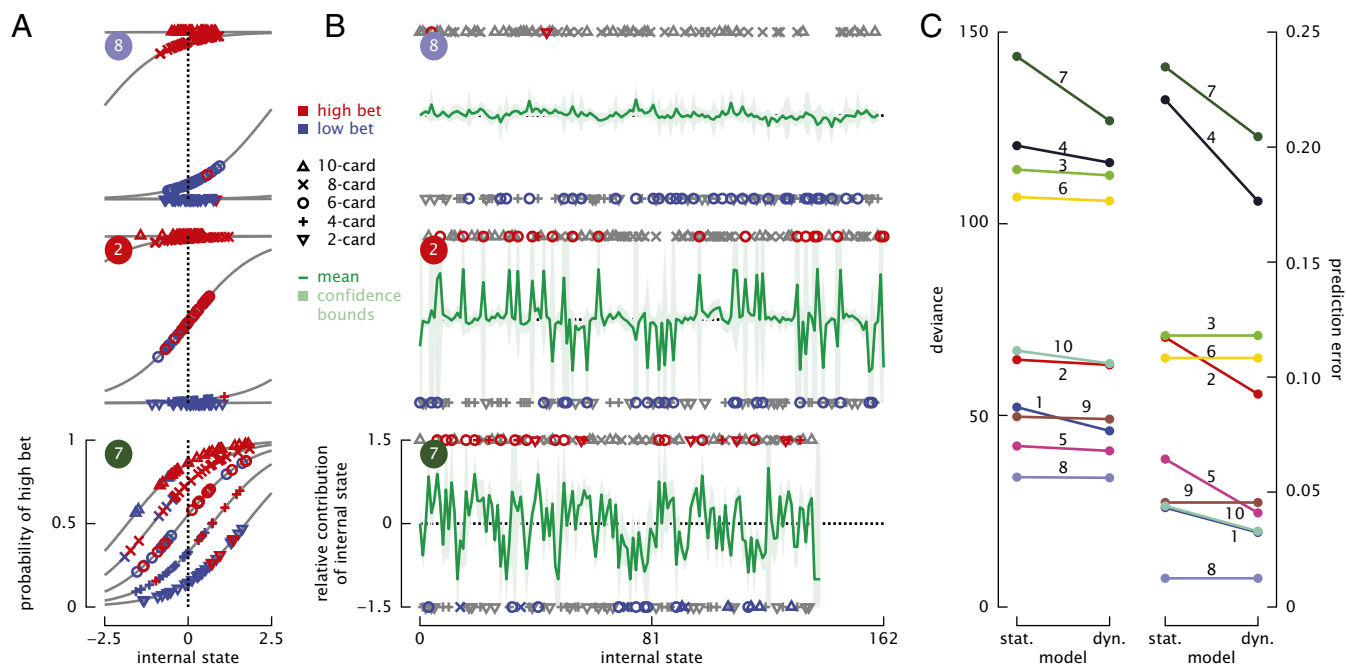 A
B
C
8
2
7
probability of high bet
1
0.5
0
−2.5
0
2.5
internal state
high bet
low bet
10-card
8-card
6-card
4-card
2-card
mean
confidence
bounds
8
2
7
relative contribution
of internal state
1.5
0
−1.5
0
81
162
internal state
deviance
150
100
50
0
7
4
3
6
10
2
1
9
5
8
stat.
dyn.
model
7
4
3
6
2
5
9
10
1
8
stat.
dyn.
model
0.25
0.20
0.15
0.10
0.05
0
prediction error